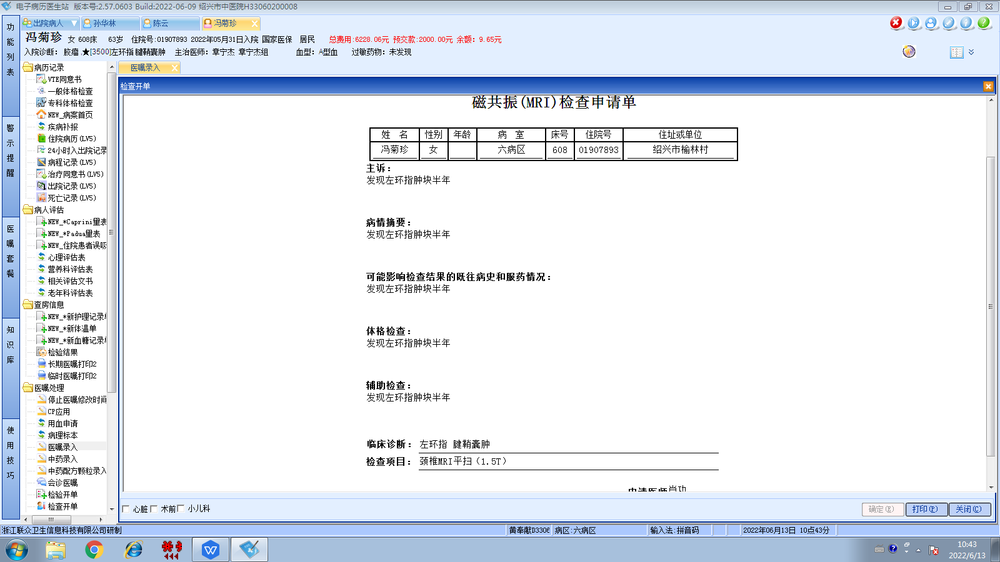 电子病历医生站 版本号:2.57.0603 Build:2022-06-09 绍兴市中医院H33060200008
出院病人 孙华林 陈云 冯菊珍
冯菊珍 女 608床 63岁 住院号:01907893 2022年05月31日入院 国家医保 居民 总费用:6228.06元 预交款:2000.00元 余额: 9.65元
入院诊断: 胶瘤,★[3500]左环指 腱鞘囊肿 主治医师: 章宁杰 章宁杰组 血型: A型血 过敏药物: 未发现
功能列表
警示提醒
医嘱套餐
知识库
使用技巧
病历记录
VTE同意书
一般体格检查
专科体格检查
NEW_病案首页
疾病补报
住院病历(LV5)
24小时入出院记录
病程记录(LV5)
治疗同意书(LV5)
出院记录(LV5)
死亡记录(LV5)
病人评估
NEW_*Caprini量表
NEW_*Padua量表
NEW_住院患者误吸
心理评估表
营养科评估表
相关评估文书
老年科评估表
查房信息
NEW_*新护理记录单
NEW_*新体温单
NEW_*新血糖记录单
检验结果
长期医嘱打印2
临时医嘱打印2
医嘱处理
停止医嘱修改时间
CP应用
用血申请
病理标本
医嘱录入
中药录入
中药配方颗粒录入
会诊医嘱
检验开单
检查开单
医嘱录入
检查开单
磁共振(MRI)检查申请单
姓 名 性别 年龄 病 室 床号 住院号 住址或单位
冯菊珍 女 六病区 608 01907893 绍兴市榆林村
主诉:
发现左环指肿块半年
病情摘要:
发现左环指肿块半年
可能影响检查结果的既往病史和服药情况:
发现左环指肿块半年
体格检查:
发现左环指肿块半年
辅助检查:
发现左环指肿块半年
临床诊断: 左环指 腱鞘囊肿
检查项目: 颈椎MRI平扫（1.5T）
申请医师肖功
心脏 术前 小儿科
确定(E) 打印(P) 关闭(C)
浙江联众卫生信息科技有限公司研制 黄奉献D3306 病区:六病区 输入法:拼音码 2022年06月13日 10点43分
10:43
2022/6/13